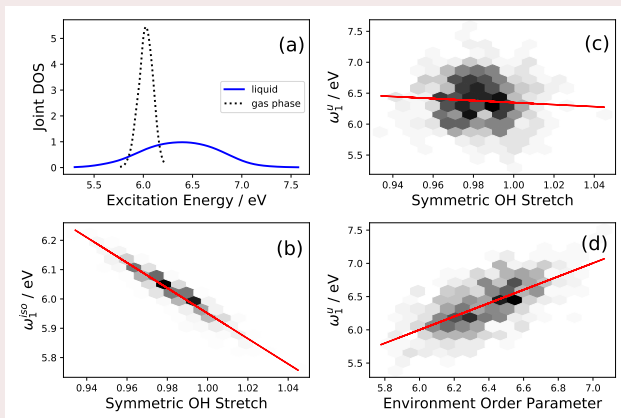 (a)
Joint DOS
5
4
3
2
1
0
liquid
gas phase
5.5 6.0 6.5 7.0 7.5
Excitation Energy / eV
(c)
ω₁ᵞ / eV
7.5
7.0
6.5
6.0
5.5
0.94 0.96 0.98 1.00 1.02 1.04
Symmetric OH Stretch
(b)
ω₁ⁱˢᵒ / eV
6.2
6.1
6.0
5.9
5.8
0.94 0.96 0.98 1.00 1.02 1.04
Symmetric OH Stretch
(d)
ω₁ᵞ / eV
7.5
7.0
6.5
6.0
5.5
5.8 6.0 6.2 6.4 6.6 6.8 7.0
Environment Order Parameter